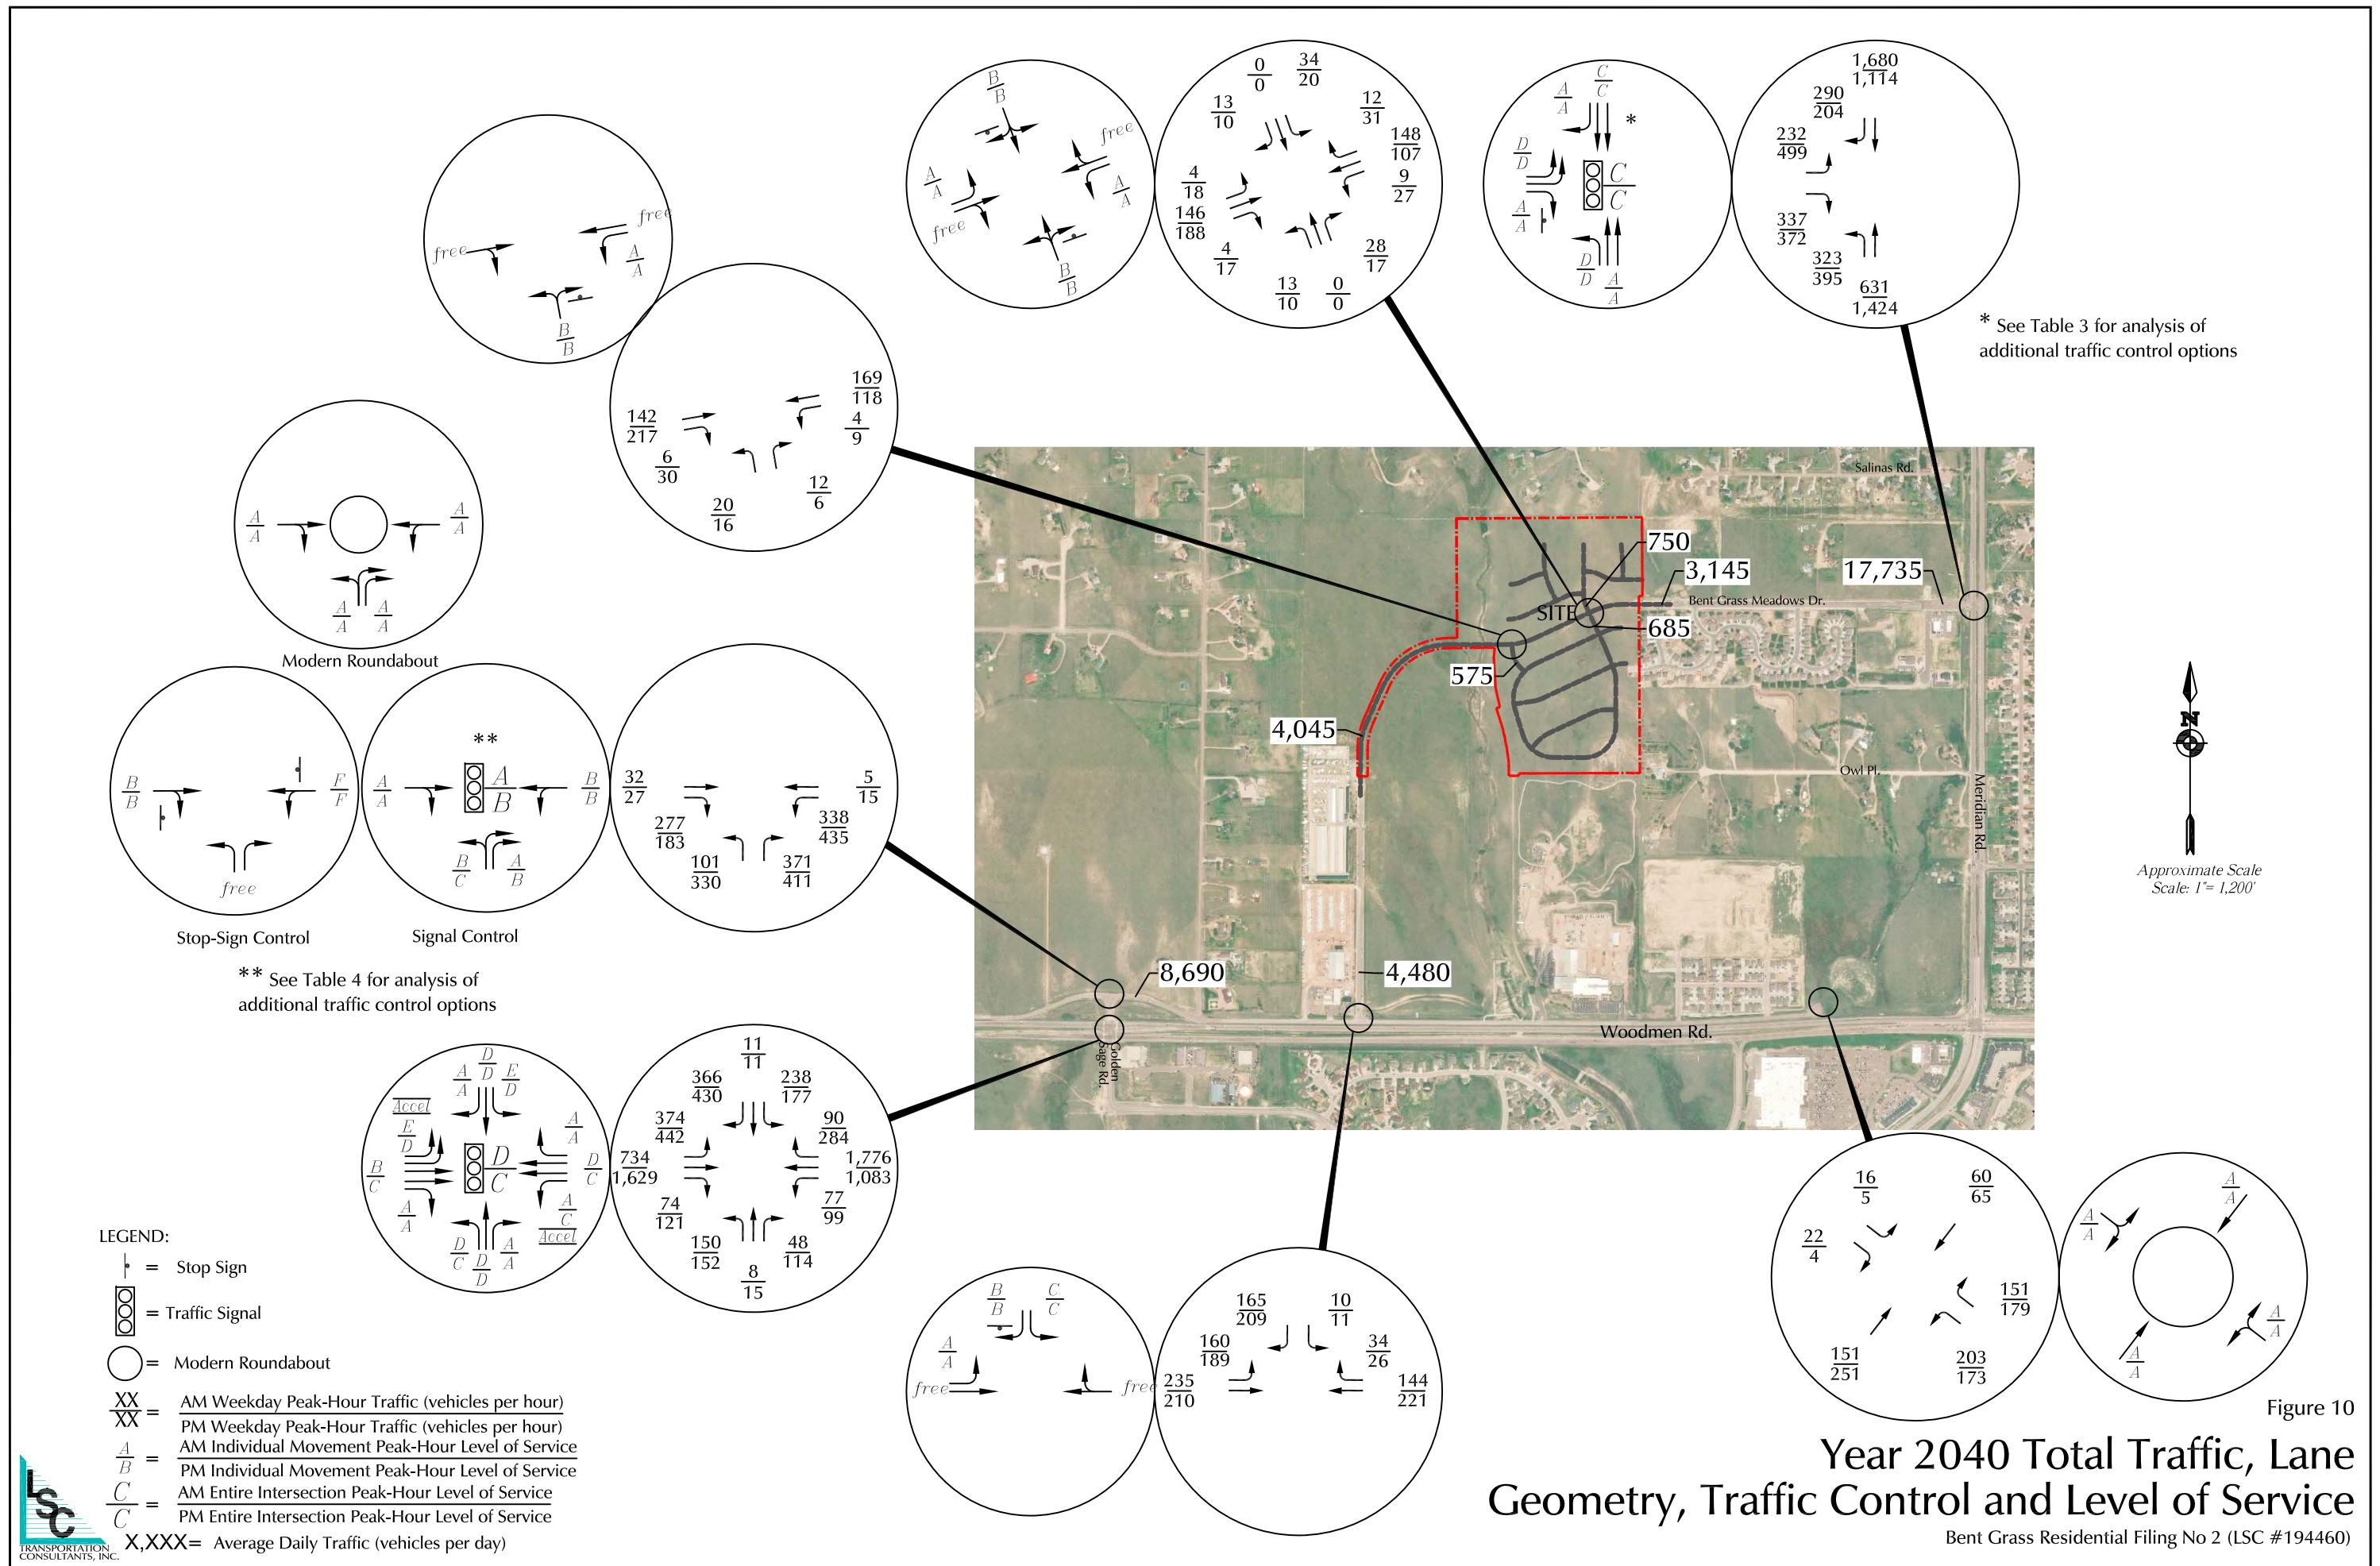 B
B
free
A
A
free
A
A
B
B
0
0
34
20
13
10
12
31
148
107
9
27
4
18
146
188
4
17
28
17
13
10
0
0
A
A
C
C
*
D
D
C
C
A
A
D
D
A
A
1,680
1,114
290
204
232
499
337
372
323
395
631
1,424
* See Table 3 for analysis of
additional traffic control options
free
free
A
A
B
B
169
118
4
9
142
217
6
30
20
16
12
6
A
A
A
A
A
A
A
A
Modern Roundabout
B
B
F
F
free
Stop-Sign Control
**
A
A
A
B
B
B
B
C
A
B
Signal Control
32
27
5
15
277
183
338
435
101
330
371
411
** See Table 4 for analysis of
additional traffic control options
Salinas Rd.
750
3,145
17,735
Bent Grass Meadows Dr.
SITE
685
575
4,045
Owl Pl.
Meridian Rd.
8,690
4,480
Woodmen Rd.
Golden
Sage Rd.
N
Approximate Scale
Scale: 1"= 1,200'
D
D
A
A
E
D
Accel
E
D
A
A
B
C
D
C
D
C
A
A
A
C
Accel
D
C
D
D
A
A
11
11
366
430
238
177
374
442
90
284
734
1,629
1,776
1,083
74
121
77
99
150
152
48
114
8
15
B
B
C
C
A
A
free
free
165
209
10
11
160
189
34
26
235
210
144
221
16
5
60
65
22
4
151
179
151
251
203
173
A
A
A
A
A
A
A
A
LEGEND:
= Stop Sign
= Traffic Signal
= Modern Roundabout
XX
XX
= AM Weekday Peak-Hour Traffic (vehicles per hour)
PM Weekday Peak-Hour Traffic (vehicles per hour)
A
B
= AM Individual Movement Peak-Hour Level of Service
PM Individual Movement Peak-Hour Level of Service
C
C
= AM Entire Intersection Peak-Hour Level of Service
PM Entire Intersection Peak-Hour Level of Service
X,XXX= Average Daily Traffic (vehicles per day)
LSC
TRANSPORTATION
CONSULTANTS, INC.
Figure 10
Year 2040 Total Traffic, Lane
Geometry, Traffic Control and Level of Service
Bent Grass Residential Filing No 2 (LSC #194460)